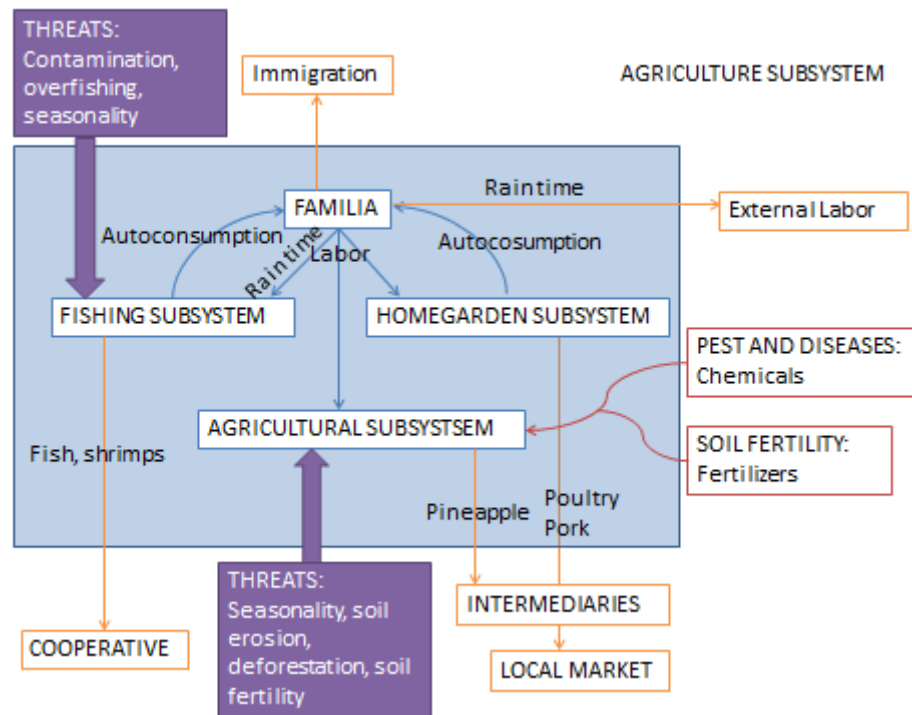 THREATS:
Contamination,
overfishing,
seasonality
Immigration
AGRICULTURE SUBSYSTEM
Raintime
FAMILIA
External Labor
Autoconsumption
Raintime
Labor
Autocosumption
FISHING SUBSYSTEM
HOMEGARDEN SUBSYSTEM
PEST AND DISEASES:
Chemicals
AGRICULTURAL SUBSYSTSEM
SOIL FERTILITY:
Fertilizers
Fish, shrimps
Pineapple
Poultry
Pork
THREATS:
Seasonality, soil
erosion,
deforestation, soil
fertility
INTERMEDIARIES
COOPERATIVE
LOCAL MARKET